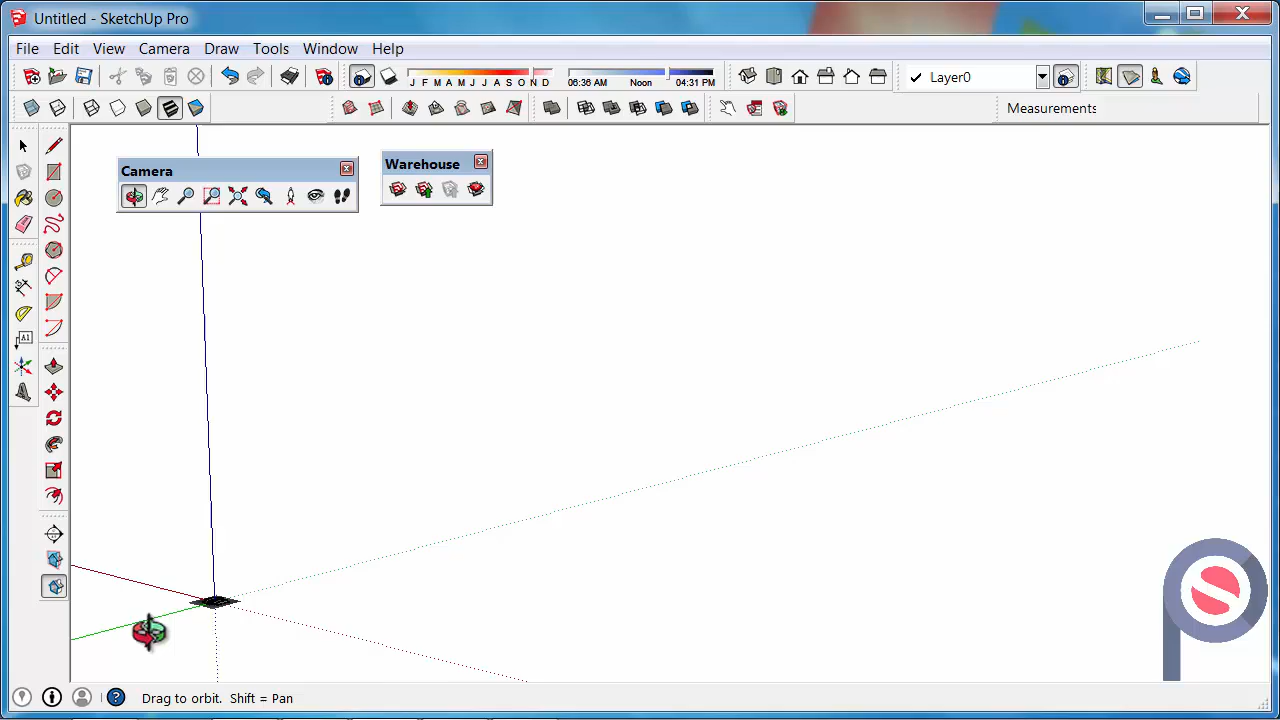 Untitled - SketchUp Pro
File Edit View Camera Draw Tools Window Help
J F M A M J J A S O N D 06:36 AM Noon 04:31 PM Layer0
Measurements
Camera Warehouse
A1
Drag to orbit. Shift = Pan